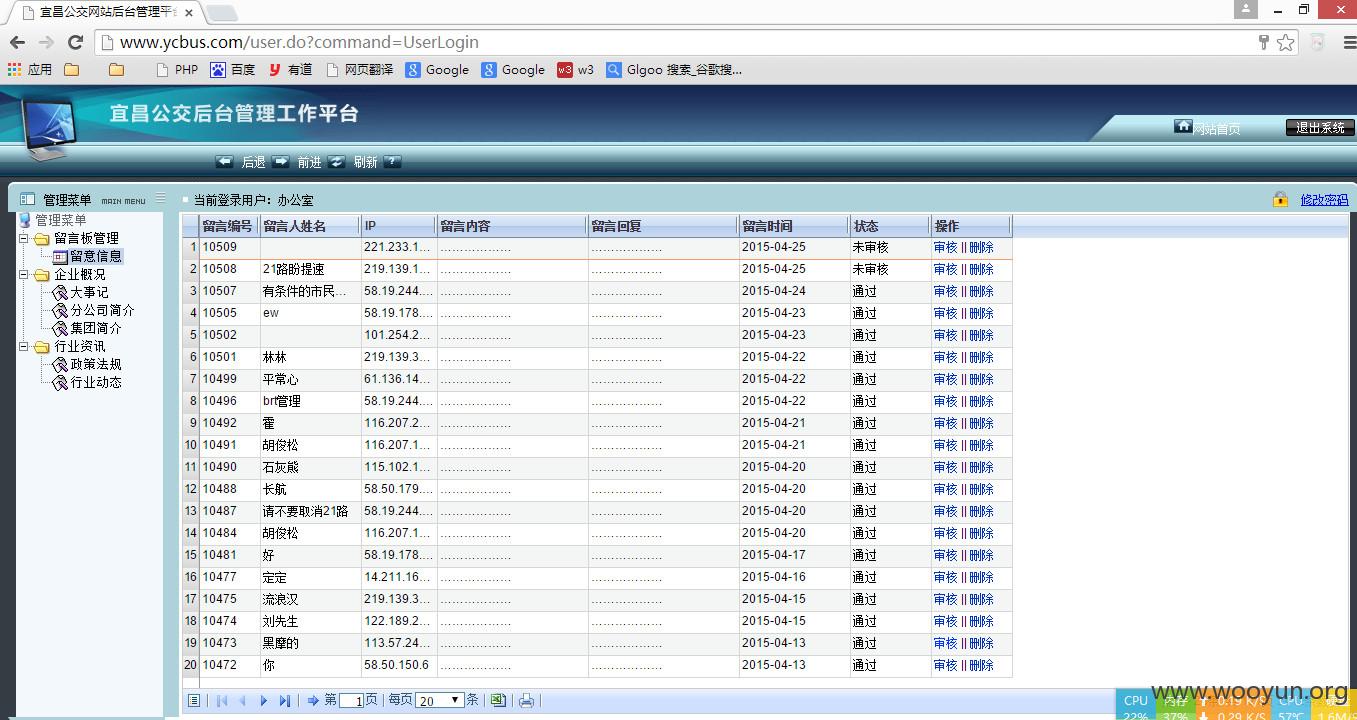 宜昌公交网站后台管理平台
www.ycbus.com/user.do?command=UserLogin
应用 PHP 百度 有道 网页翻译 Google Google w3 Glgoo 搜索_谷歌搜...
宜昌公交后台管理工作平台
网站首页 退出系统
后退 前进 刷新 ?
管理菜单 MAIN MENU 当前登录用户：办公室 修改密码
管理菜单
留言板管理
留意信息
企业概况
大事记
分公司简介
集团简介
行业资讯
政策法规
行业动态
留言编号 留言人姓名 IP 留言内容 留言回复 留言时间 状态 操作
1 10509 221.233.1... .................. .................. 2015-04-25 未审核 审核 || 删除
2 10508 21路盼提速 219.139.1... .................. .................. 2015-04-25 未审核 审核 || 删除
3 10507 有条件的市民... 58.19.244.... .................. .................. 2015-04-24 通过 审核 || 删除
4 10505 ew 58.19.178.... .................. .................. 2015-04-23 通过 审核 || 删除
5 10502 101.254.2... .................. .................. 2015-04-23 通过 审核 || 删除
6 10501 林林 219.139.3... .................. .................. 2015-04-22 通过 审核 || 删除
7 10499 平常心 61.136.14... .................. .................. 2015-04-22 通过 审核 || 删除
8 10496 brt管理 58.19.244.... .................. .................. 2015-04-22 通过 审核 || 删除
9 10492 霍 116.207.2... .................. .................. 2015-04-21 通过 审核 || 删除
10 10491 胡俊松 116.207.1... .................. .................. 2015-04-21 通过 审核 || 删除
11 10490 石灰熊 115.102.1... .................. .................. 2015-04-20 通过 审核 || 删除
12 10488 长航 58.50.179.... .................. .................. 2015-04-20 通过 审核 || 删除
13 10487 请不要取消21路 58.19.244.... .................. .................. 2015-04-20 通过 审核 || 删除
14 10484 胡俊松 116.207.1... .................. .................. 2015-04-20 通过 审核 || 删除
15 10481 好 58.19.178.... .................. .................. 2015-04-17 通过 审核 || 删除
16 10477 定定 14.211.16... .................. .................. 2015-04-16 通过 审核 || 删除
17 10475 流浪汉 219.139.3... .................. .................. 2015-04-15 通过 审核 || 删除
18 10474 刘先生 122.189.2... .................. .................. 2015-04-15 通过 审核 || 删除
19 10473 黑摩的 113.57.24... .................. .................. 2015-04-13 通过 审核 || 删除
20 10472 你 58.50.150.6 .................. .................. 2015-04-13 通过 审核 || 删除
第 1 页 每页 20 条
www.wooyun.org
CPU 内存 0.19 K/S CPU
22% 37% 0.29 K/S 57℃ 1.6M/